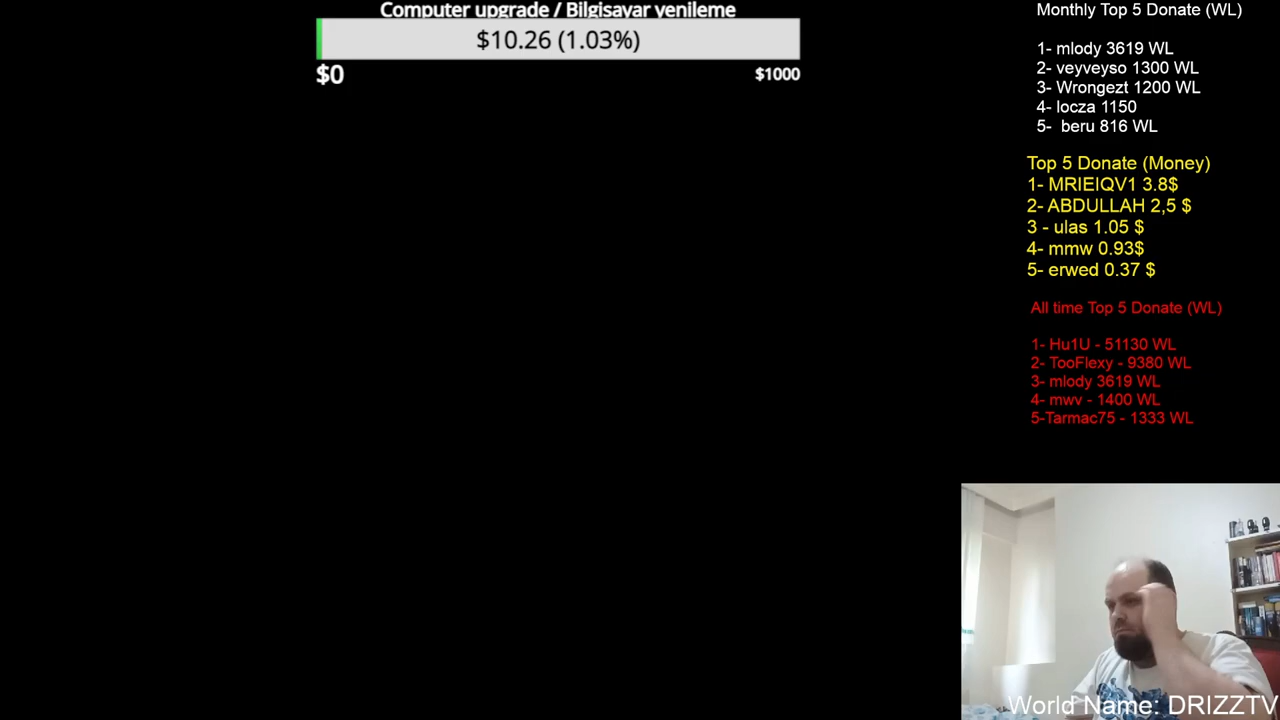 Computer upgrade / Bilgisayar yenileme
$10.26 (1.03%)
$0
$1000
Monthly Top 5 Donate (WL)
1- mlody 3619 WL
2- veyveyso 1300 WL
3- Wrongezt 1200 WL
4- locza 1150
5- beru 816 WL
Top 5 Donate (Money)
1- MRIEIQV1 3.8$
2- ABDULLAH 2,5 $
3 - ulas 1.05 $
4- mmw 0.93$
5- erwed 0.37 $
All time Top 5 Donate (WL)
1- Hu1U - 51130 WL
2- TooFlexy - 9380 WL
3- mlody 3619 WL
4- mwv - 1400 WL
5-Tarmac75 - 1333 WL
World Name: DRIZZTV